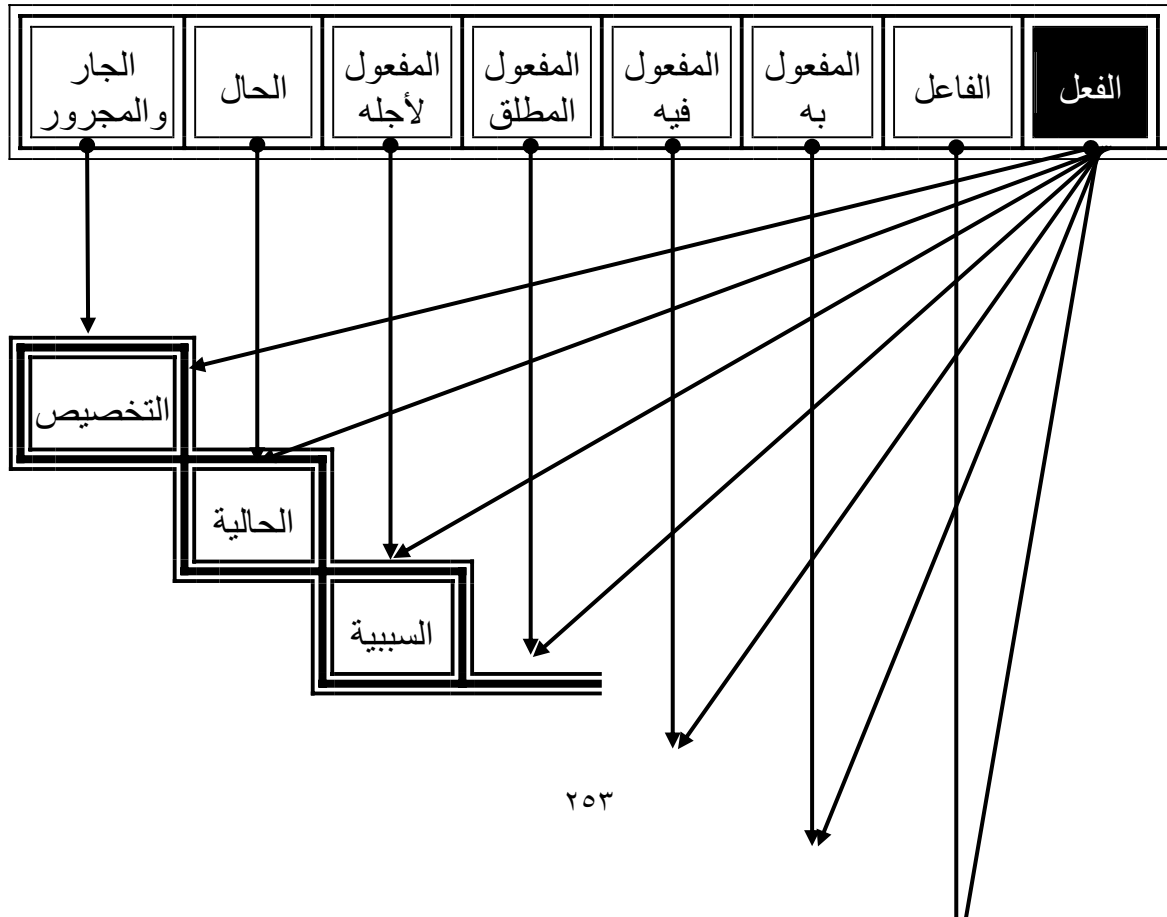 الفعل
الفاعل
المفعول
به
المفعول
فيه
المفعول
المطلق
المفعول
لأجله
الحال
الجار
والمجرور
التخصيص
الحالية
السببية
٢٥٣